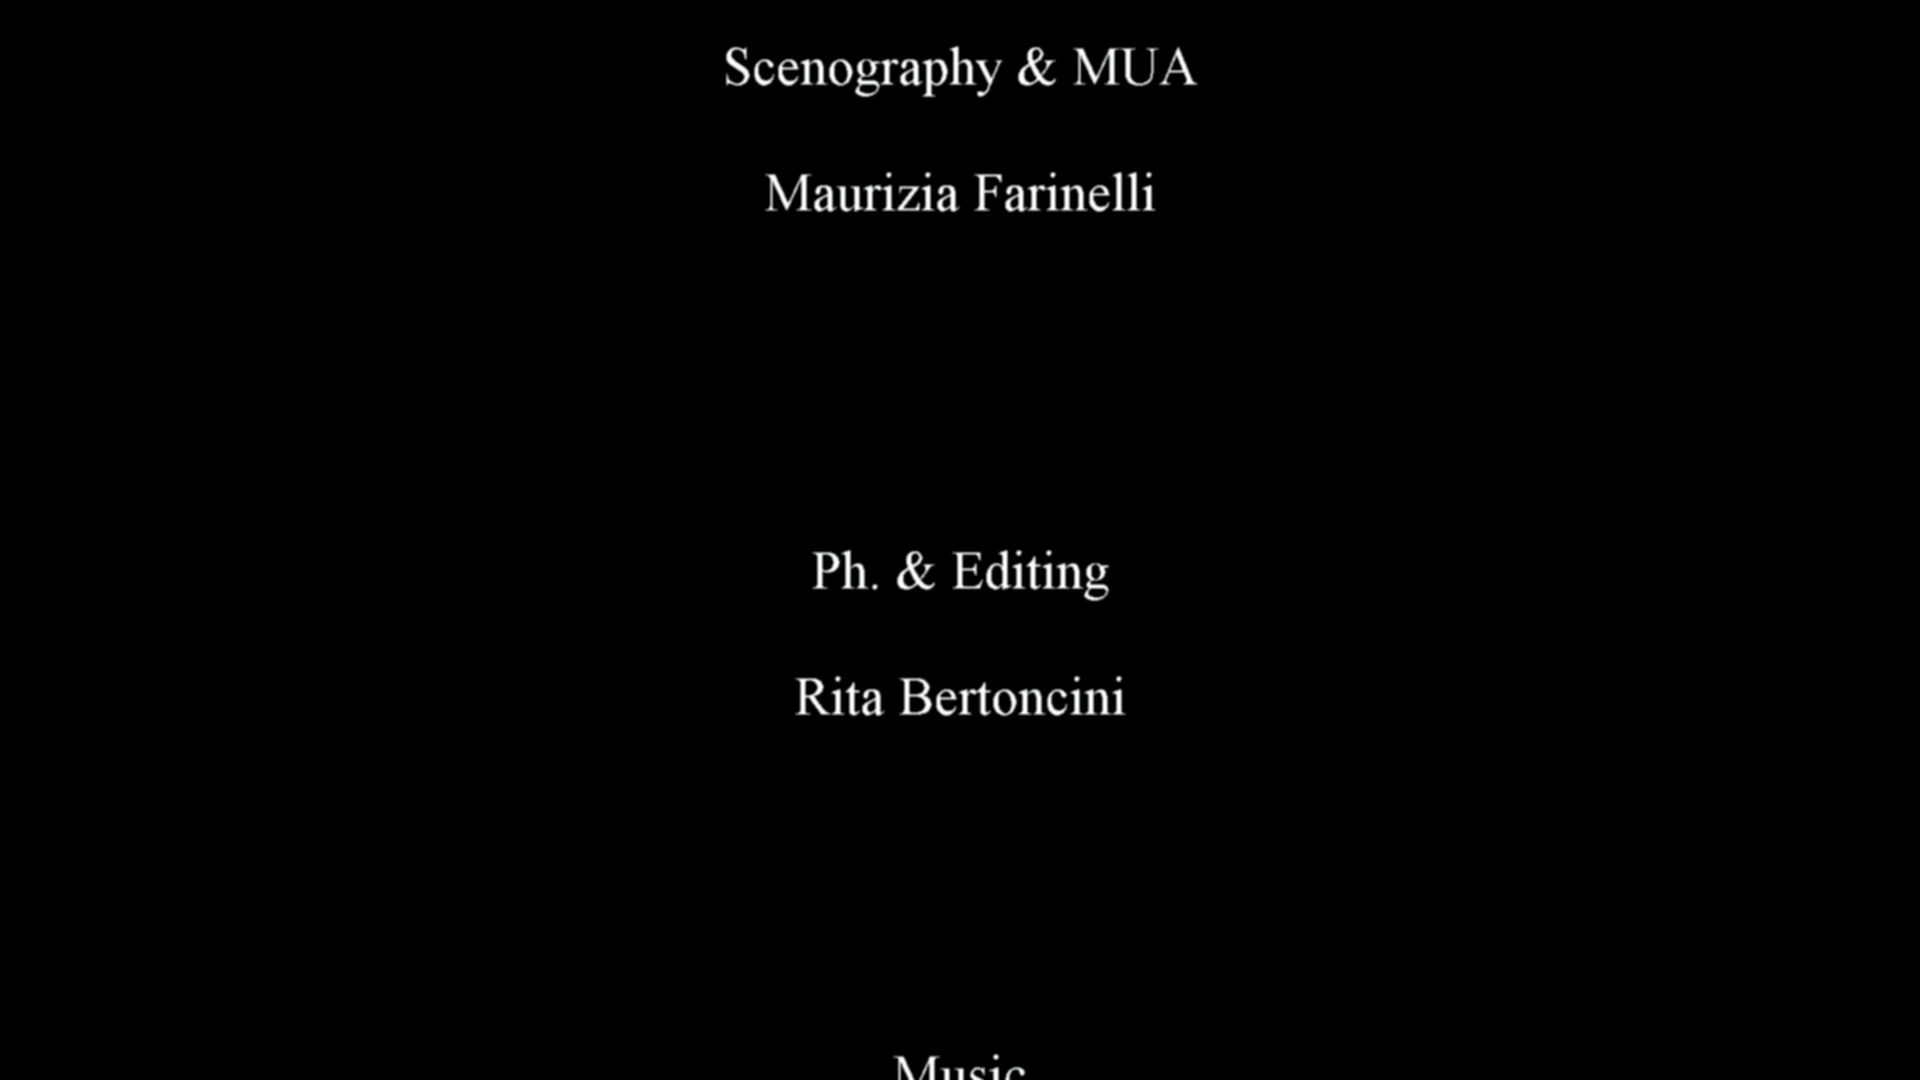 Scenography & MUA
Maurizia Farinelli
Ph. & Editing
Rita Bertoncini
Music